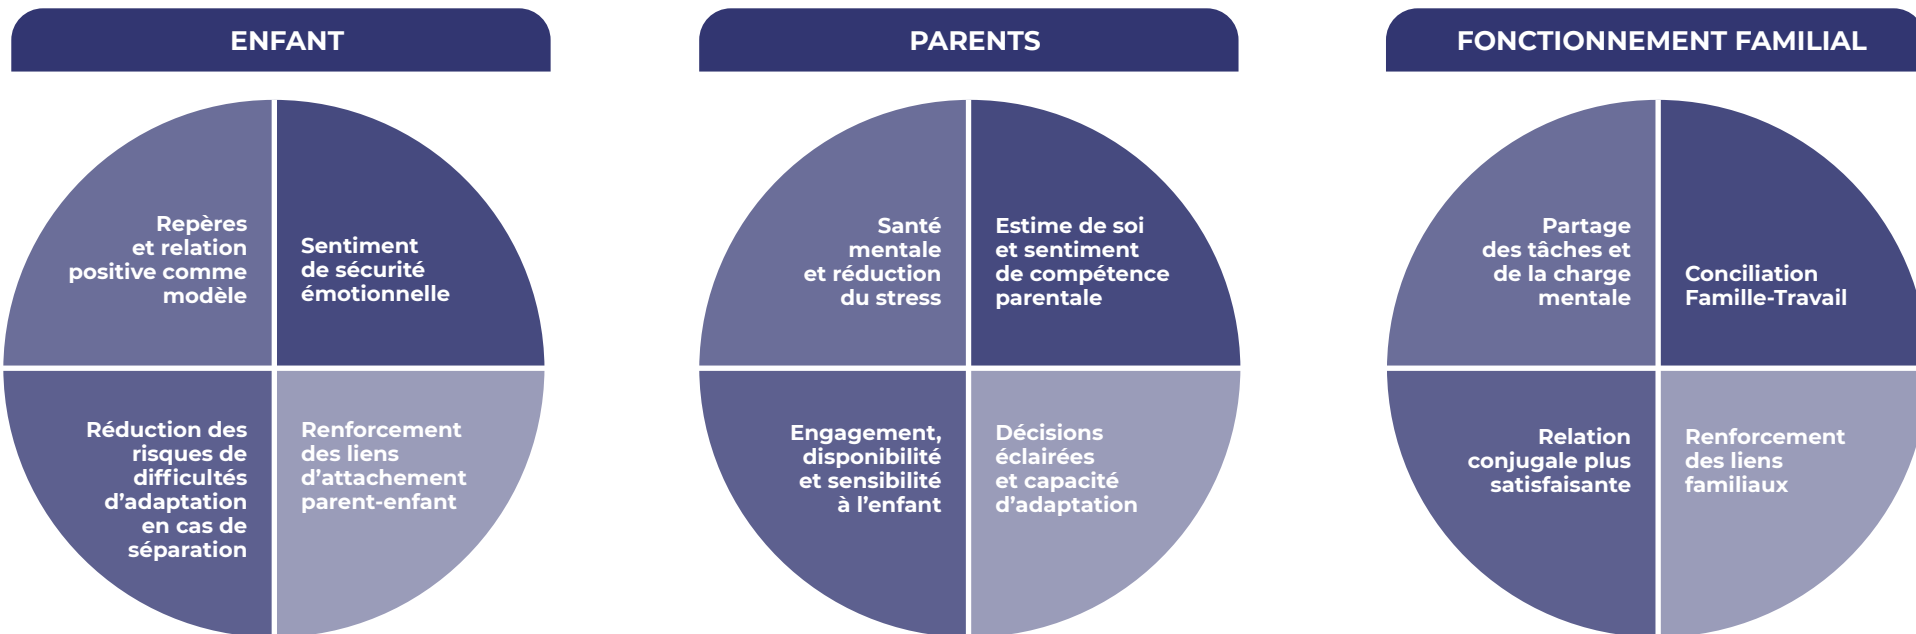 ENFANT
Repères
et relation
positive comme
modèle
Sentiment
de sécurité
émotionnelle
Réduction des
risques de
difficultés
d’adaptation
en cas de
séparation
Renforcement
des liens
d’attachement
parent-enfant
PARENTS
Santé
mentale
et réduction
du stress
Estime de soi
et sentiment
de compétence
parentale
Engagement,
disponibilité
et sensibilité
à l’enfant
Décisions
éclairées
et capacité
d’adaptation
FONCTIONNEMENT FAMILIAL
Partage
des tâches et
de la charge
mentale
Conciliation
Famille-Travail
Relation
conjugale plus
satisfaisante
Renforcement
des liens
familiaux